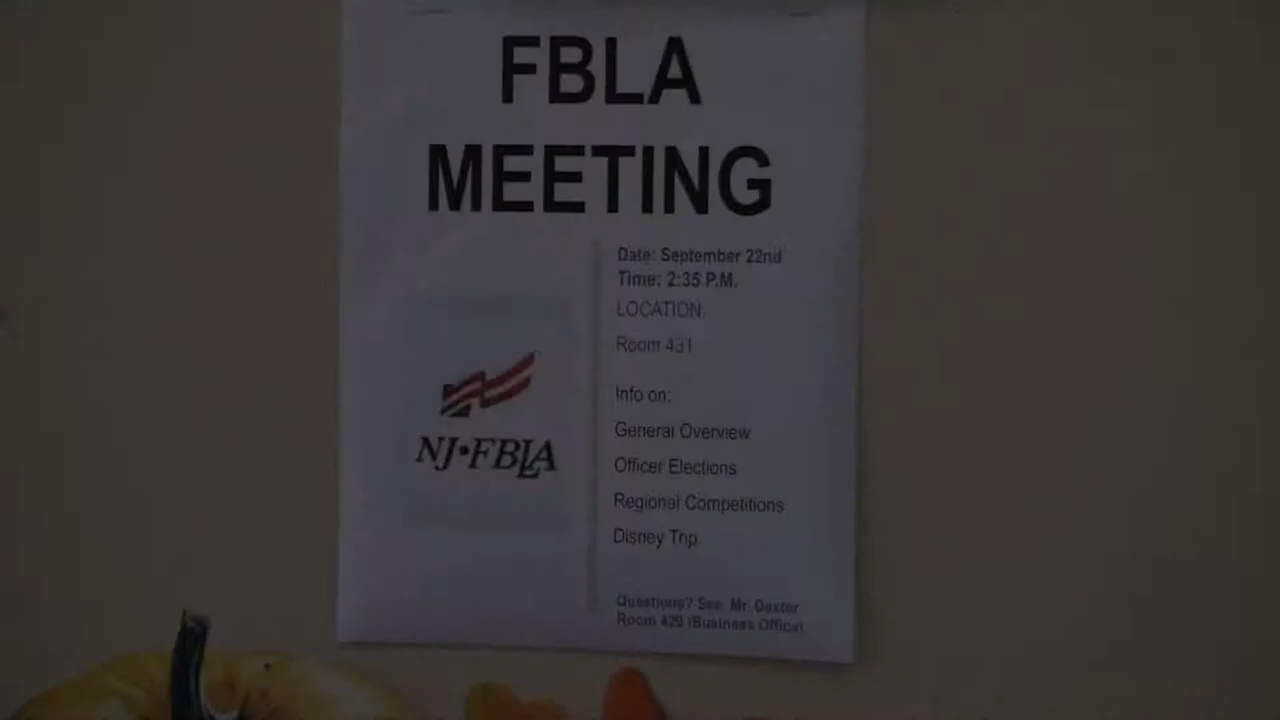 FBLA
MEETING
Date: September 22nd
Time: 2:35 P.M.
LOCATION:
Room 431
Info on:
General Overview
Officer Elections
Regional Competitions
Disney Trip
NJ•FBLA
Questions? See: Mr. Dexter
Room 429 (Business Office)